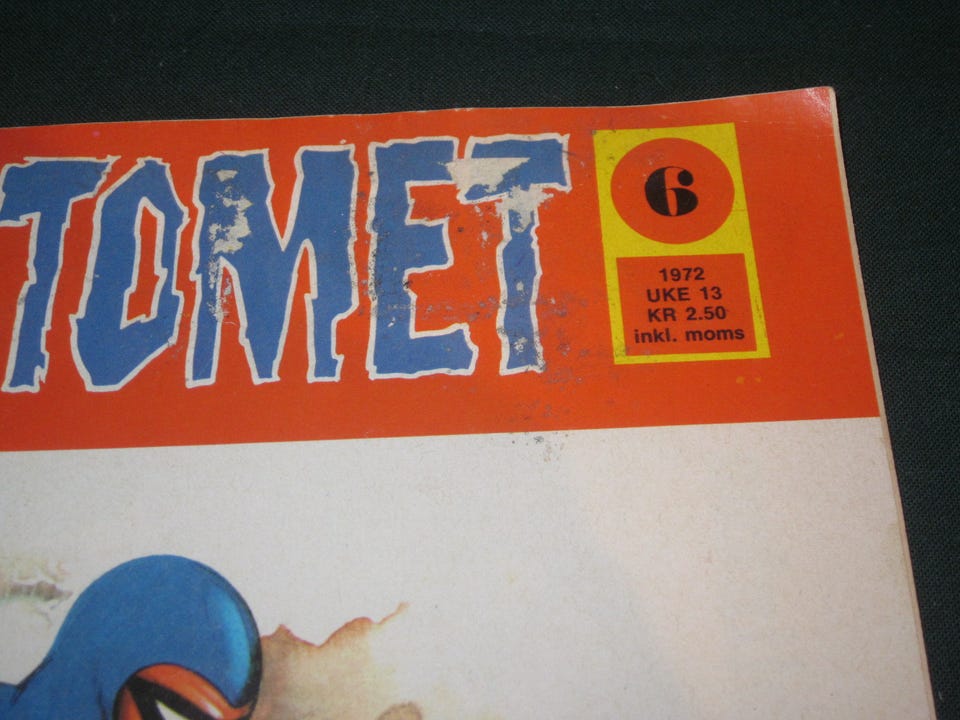 TOMET
6
1972
UKE 13
KR 2.50
inkl. moms